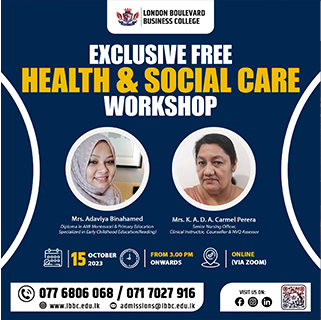 LONDON BOULEVARD
BUSINESS COLLEGE
EXCLUSIVE FREE
HEALTH & SOCIAL CARE
WORKSHOP
Mrs. Adaviya Binahamed
Diploma in AMI Montessori & Primary Education
Specialized in Early Childhood Education(Reading)
Mrs. K. A. D. A. Carmel Perera
Senior Nursing Officer,
Clinical Instructor, Counsellor & NVQ Assessor
15 OCTOBER
2023
FROM 3.00 PM
ONWARDS
ONLINE
(VIA ZOOM)
077 6806 068 / 071 7027 916
www.lbbc.edu.lk admissions@lbbc.edu.lk
VISIT US ON: